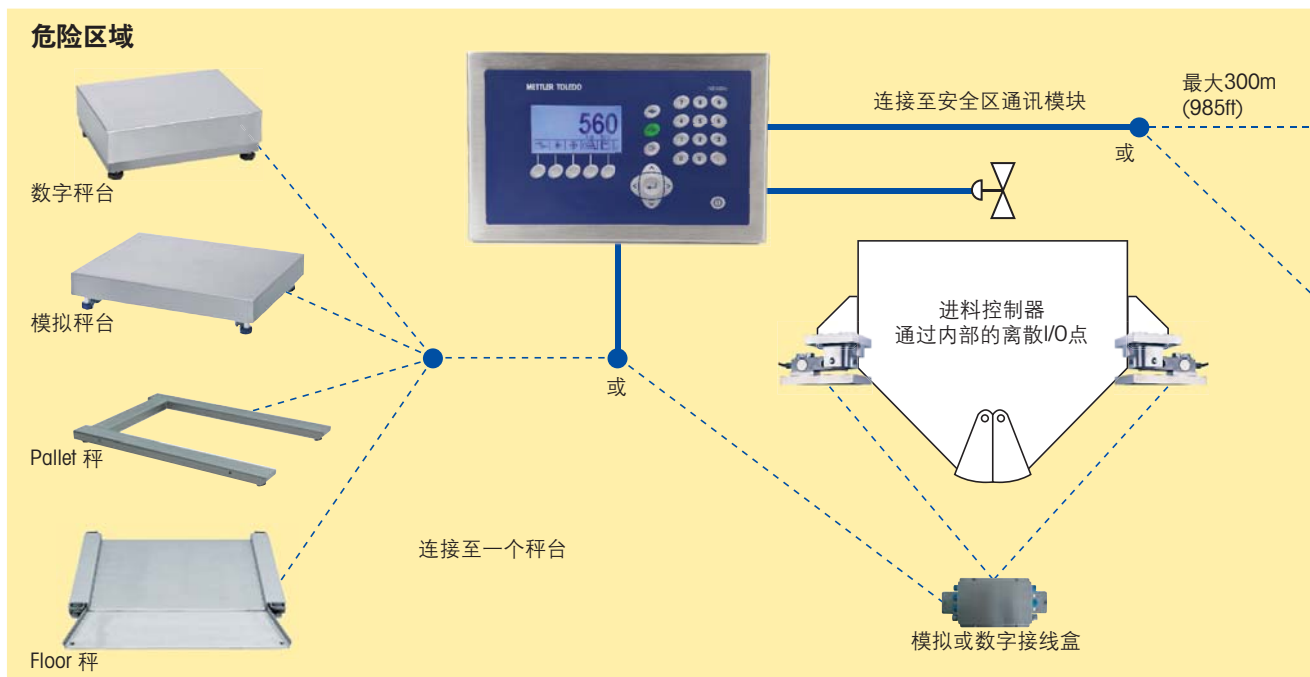 危险区域
METTLER TOLEDO
560
连接至安全区通讯模块
最大300m
(985ft)
或
数字秤台
模拟秤台
进料控制器
通过内部的离散I/O点
或
Pallet 秤
连接至一个秤台
Floor 秤
模拟或数字接线盒